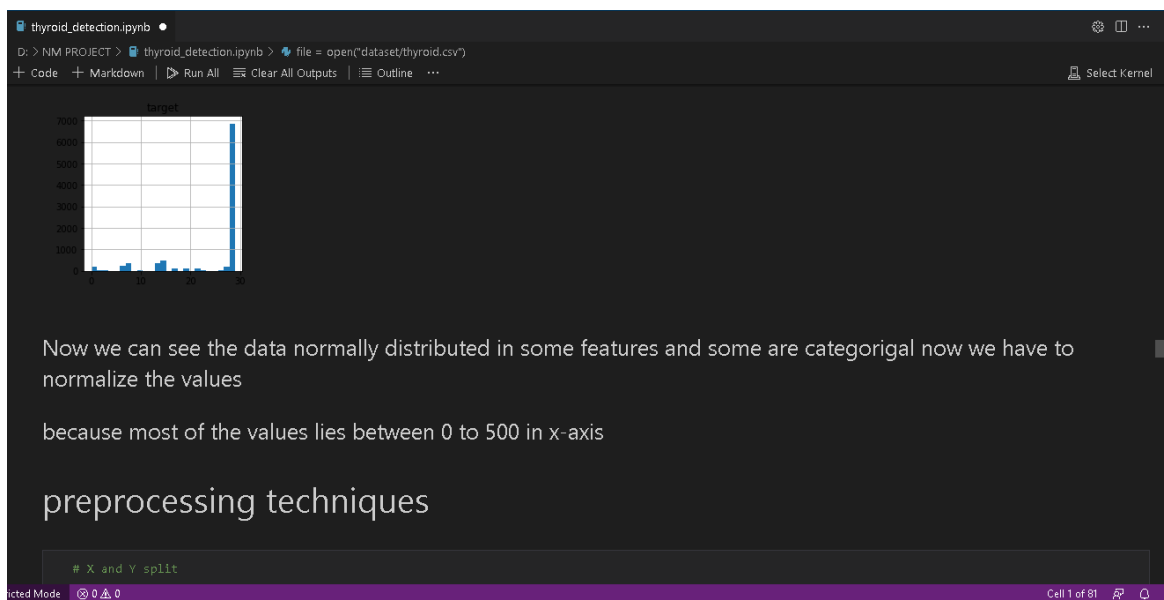 thyroid_detection.ipynb
D: > NM PROJECT > thyroid_detection.ipynb > file = open("dataset/thyroid.csv")
+ Code + Markdown | Run All Clear All Outputs | Outline ... Select Kernel
target
7000
6000
5000
4000
3000
2000
1000
0
0 10 20 30
Now we can see the data normally distributed in some features and some are categorigal now we have to
normalize the values
because most of the values lies between 0 to 500 in x-axis
preprocessing techniques
# X and Y split
ricted Mode 0 0 Cell 1 of 81